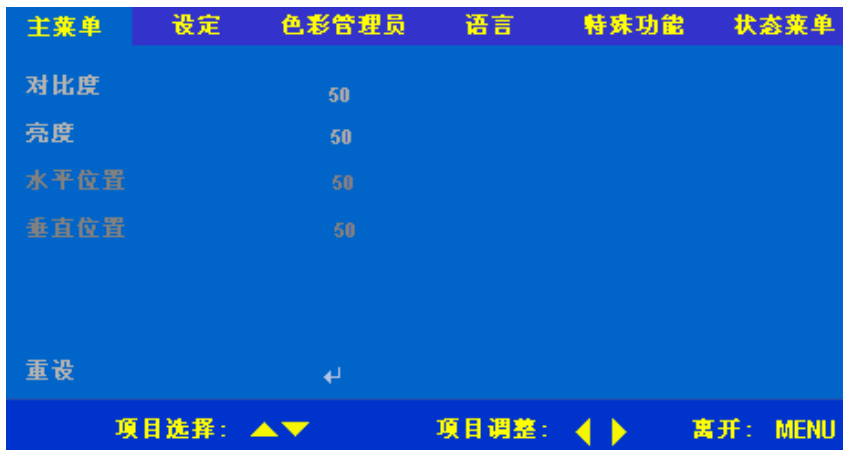 主菜单 设定 色彩管理员 语言 特殊功能 状态菜单
对比度 50
亮度 50
水平位置 50
垂直位置 50
重设
项目选择: 项目调整: 离开: MENU